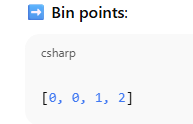 ➡️ Bin points:
csharp
[0, 0, 1, 2]